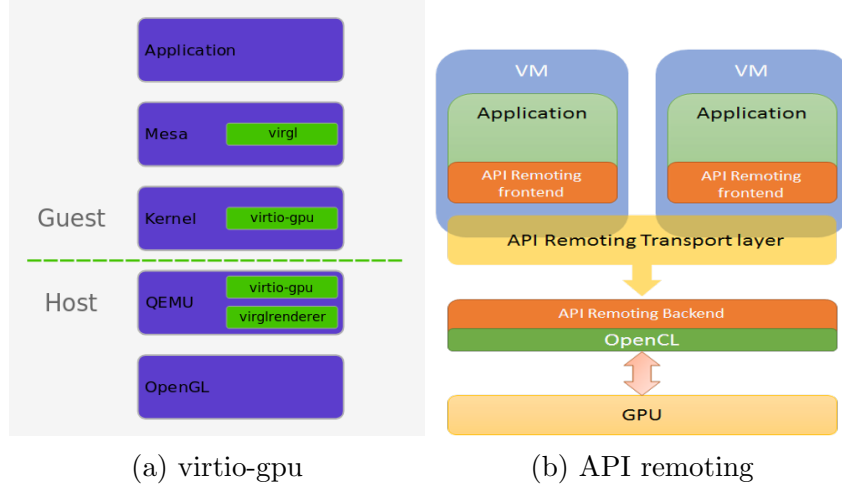 Application
Mesa
virgl
Guest
Kernel
virtio-gpu
Host
QEMU
virtio-gpu
virglrenderer
OpenGL
(a) virtio-gpu
VM
VM
Application
Application
API Remoting
frontend
API Remoting
frontend
API Remoting Transport layer
API Remoting Backend
OpenCL
GPU
(b) API remoting